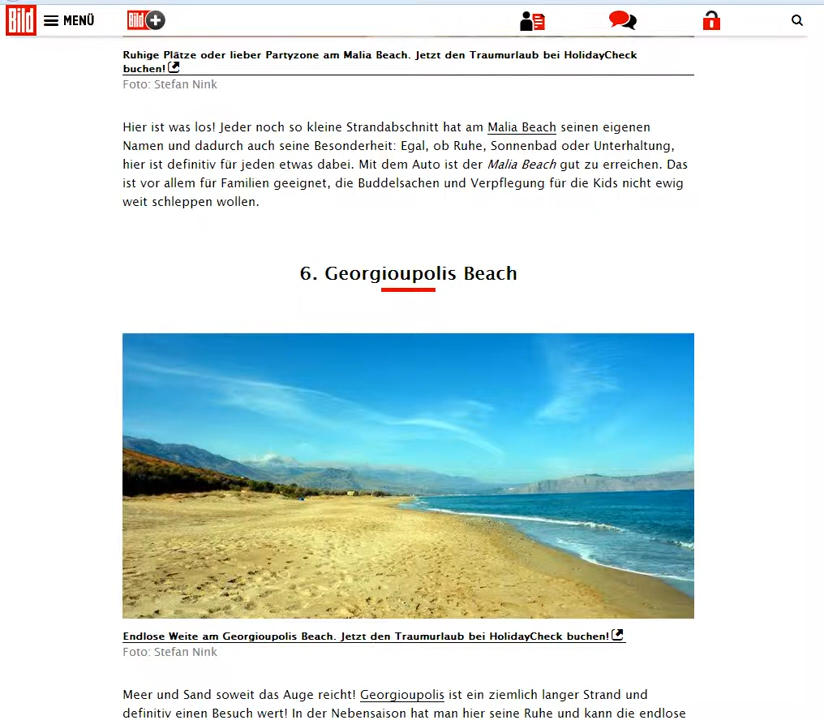 Bild MENÜ Bild+
Ruhige Plätze oder lieber Partyzone am Malia Beach. Jetzt den Traumurlaub bei HolidayCheck
buchen!
Foto: Stefan Nink
Hier ist was los! Jeder noch so kleine Strandabschnitt hat am Malia Beach seinen eigenen
Namen und dadurch auch seine Besonderheit: Egal, ob Ruhe, Sonnenbad oder Unterhaltung,
hier ist definitiv für jeden etwas dabei. Mit dem Auto ist der Malia Beach gut zu erreichen. Das
ist vor allem für Familien geeignet, die Buddelsachen und Verpflegung für die Kids nicht ewig
weit schleppen wollen.
6. Georgioupolis Beach
Endlose Weite am Georgioupolis Beach. Jetzt den Traumurlaub bei HolidayCheck buchen!
Foto: Stefan Nink
Meer und Sand soweit das Auge reicht! Georgioupolis ist ein ziemlich langer Strand und
definitiv einen Besuch wert! In der Nebensaison hat man hier seine Ruhe und kann die endlose